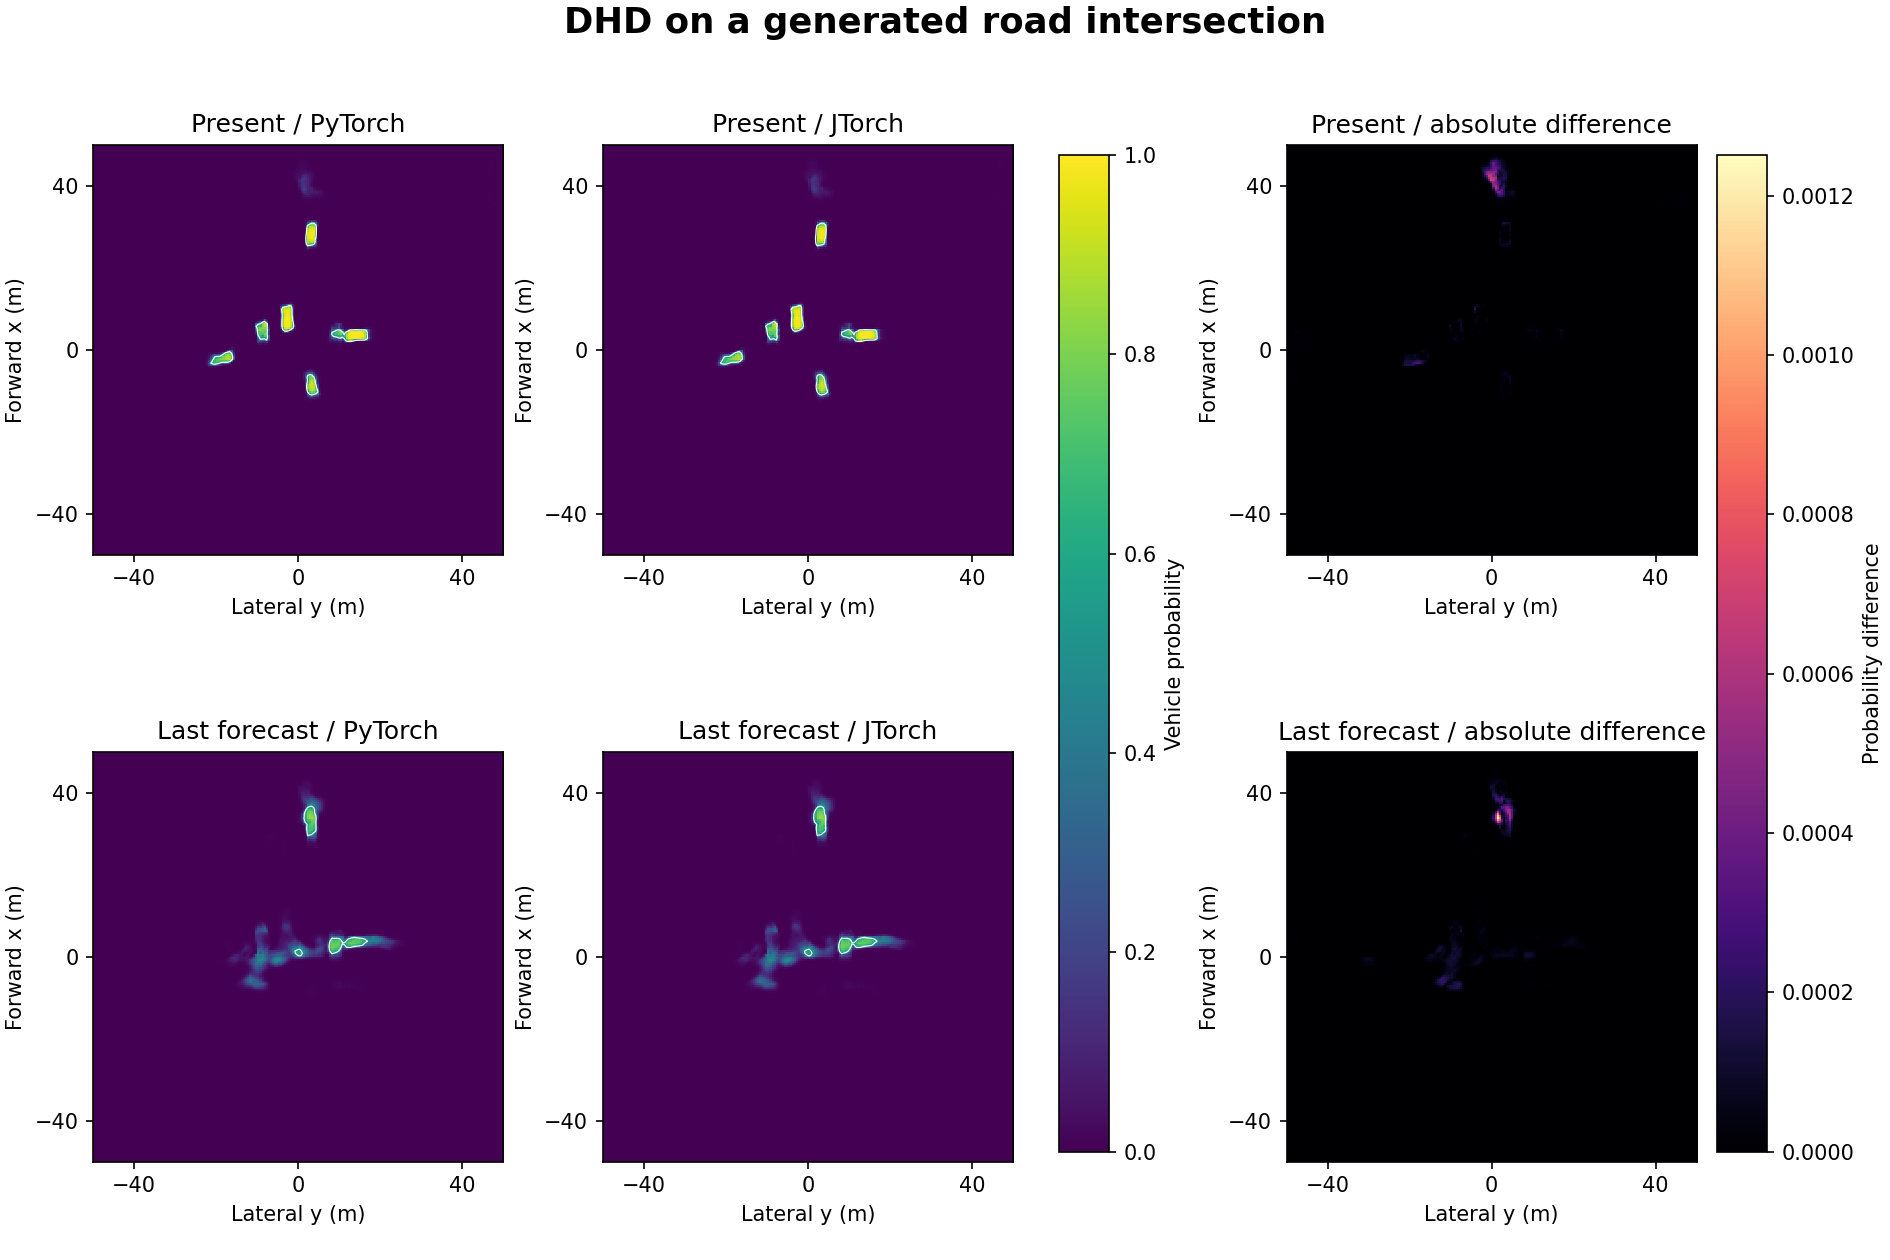 DHD on a generated road intersection
Present / PyTorch
Present / JTorch
Present / absolute difference
Forward x (m)
40
0
−40
−40 0 40
Lateral y (m)
Forward x (m)
40
0
−40
−40 0 40
Lateral y (m)
1.0
0.8
0.6
0.4
0.2
0.0
Vehicle probability
Forward x (m)
40
0
−40
−40 0 40
Lateral y (m)
0.0012
0.0010
0.0008
0.0006
0.0004
0.0002
0.0000
Probability difference
Last forecast / PyTorch
Last forecast / JTorch
Last forecast / absolute difference
Forward x (m)
40
0
−40
−40 0 40
Lateral y (m)
Forward x (m)
40
0
−40
−40 0 40
Lateral y (m)
Forward x (m)
40
0
−40
−40 0 40
Lateral y (m)